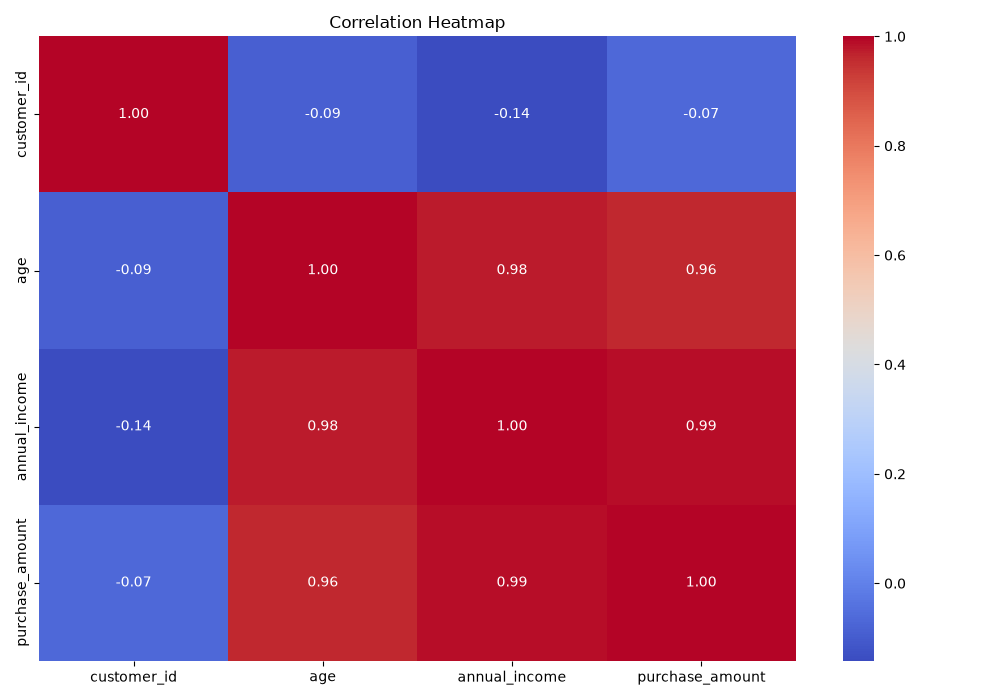 Correlation Heatmap
customer_id
1.00
-0.09
-0.14
-0.07
age
-0.09
1.00
0.98
0.96
annual_income
-0.14
0.98
1.00
0.99
purchase_amount
-0.07
0.96
0.99
1.00
customer_id
age
annual_income
purchase_amount
1.0
0.8
0.6
0.4
0.2
0.0